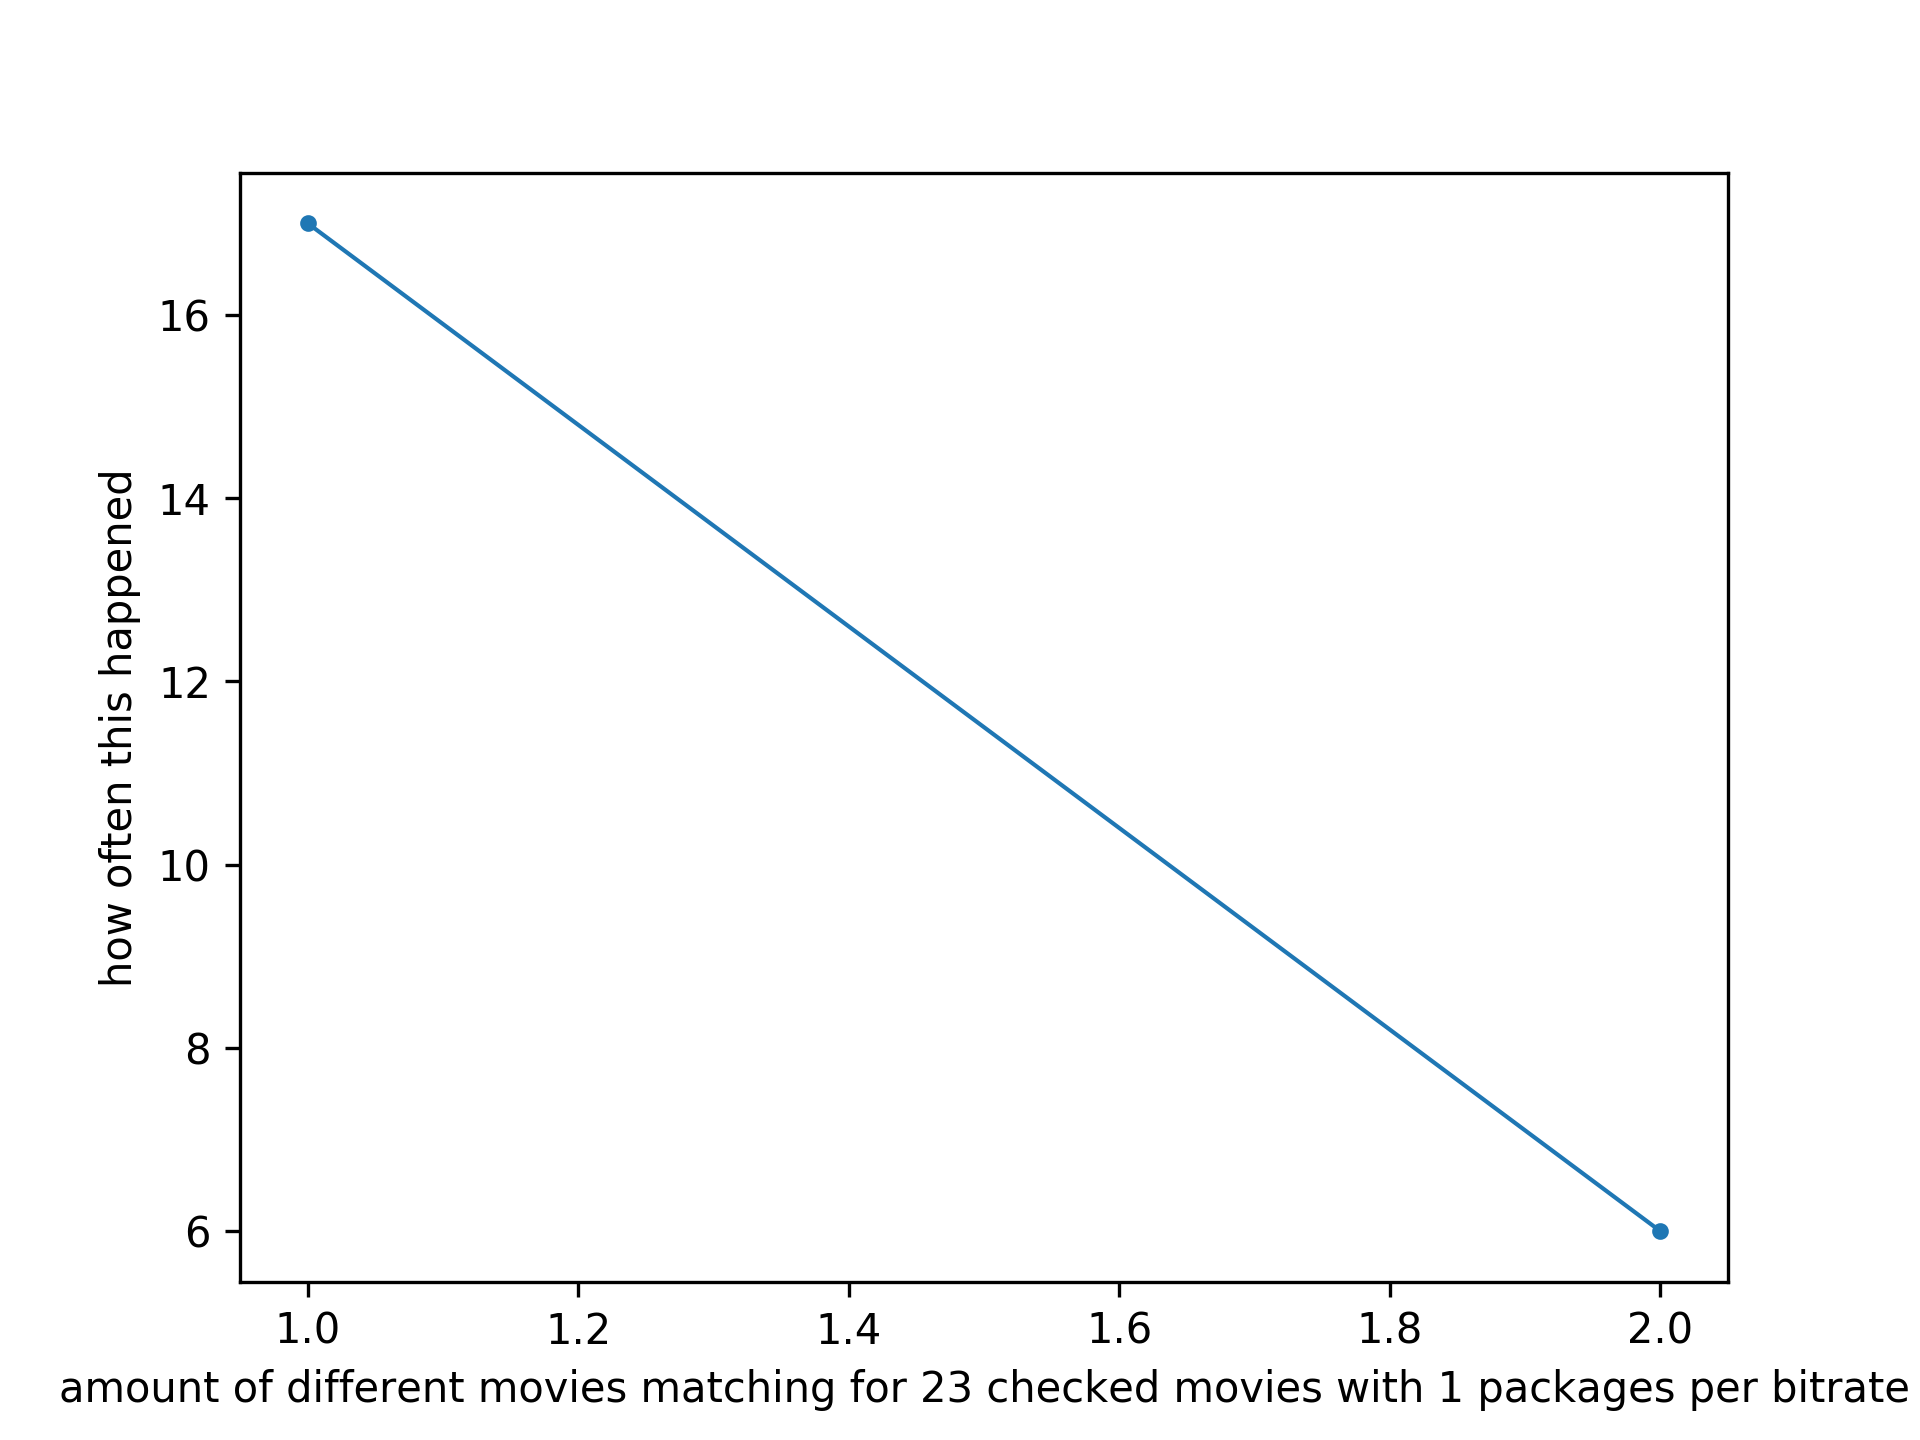 16
14
12
10
8
6
how often this happened
1.0 1.2 1.4 1.6 1.8 2.0
amount of different movies matching for 23 checked movies with 1 packages per bitrate